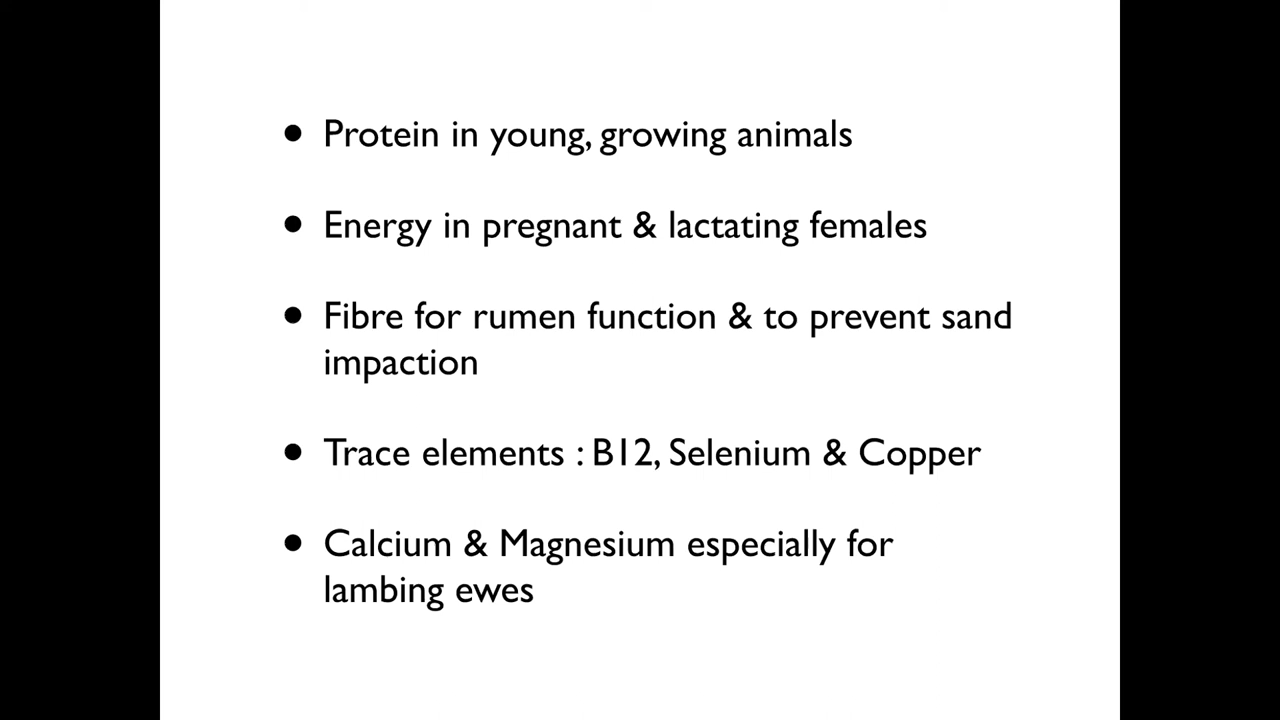 • Protein in young, growing animals
• Energy in pregnant & lactating females
• Fibre for rumen function & to prevent sand
impaction
• Trace elements : B12, Selenium & Copper
• Calcium & Magnesium especially for
lambing ewes